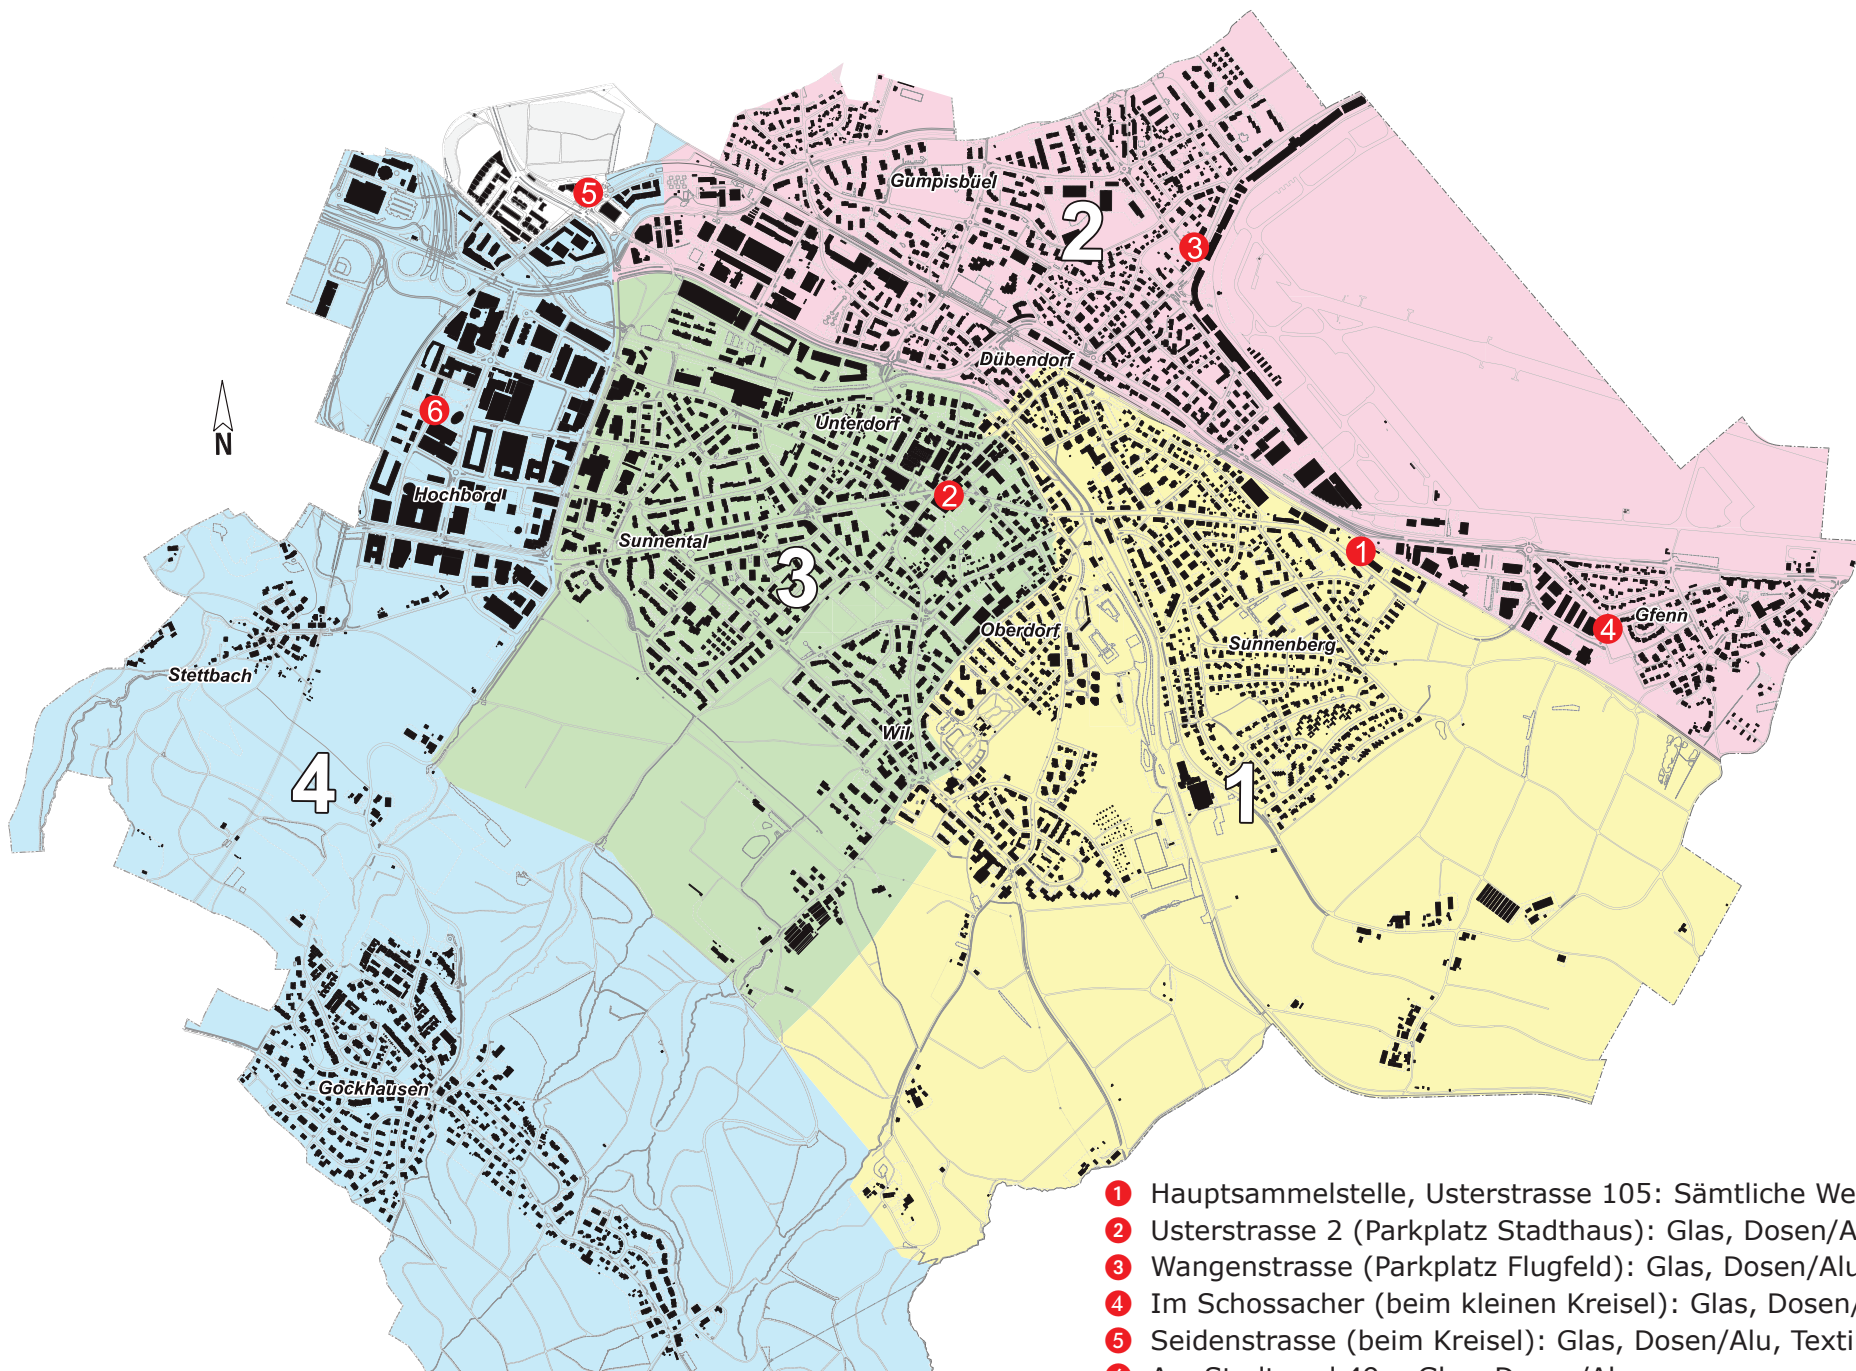 Gumpisbüel
5
2
3
Dübendorf
6
Unterdorf
N
Hochbord
2
Sunnental
3
1
Oberdorf
Sunnenberg
4
Gfenn
Stettbach
Wil
4
1
Gockhausen
1 Hauptsammelstelle, Usterstrasse 105: Sämtliche We
2 Usterstrasse 2 (Parkplatz Stadthaus): Glas, Dosen/A
3 Wangenstrasse (Parkplatz Flugfeld): Glas, Dosen/Alu
4 Im Schossacher (beim kleinen Kreisel): Glas, Dosen/
5 Seidenstrasse (beim Kreisel): Glas, Dosen/Alu, Texti